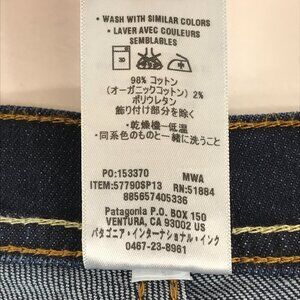 • WASH WITH SIMILAR COLORS
• LAVER AVEC COULEURS
SEMBLABLES
30
98% コットン
(オーガニックコットン) 2%
ポリウレタン
飾り付け部分を除く
・乾燥機ー低温
・同系色のものと一緒に洗うこと
PO:153370 MWA
ITEM:57790SP13 RN:51884
885657405336
Patagonia P.O. BOX 150
VENTURA, CA 93002 US
パタゴニア・インターナショナル・インク
0467-23-8961